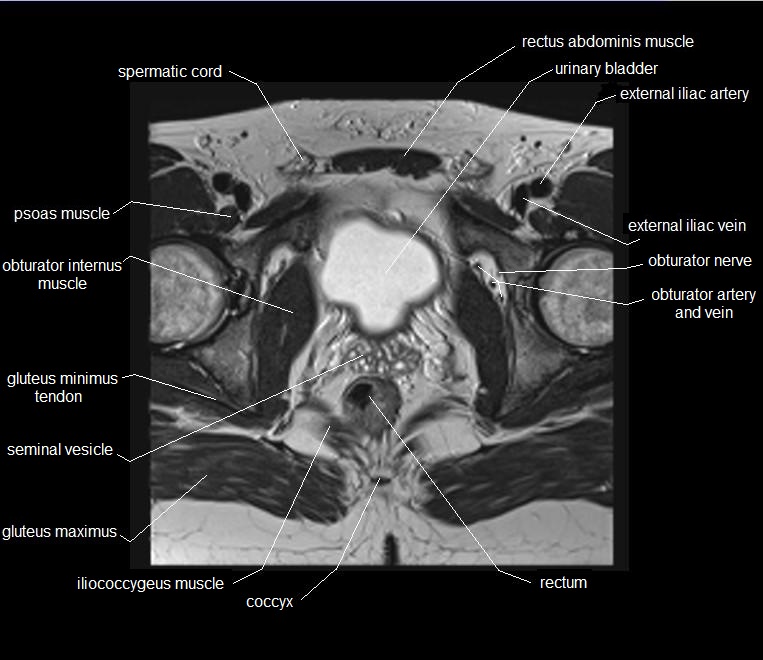 rectus abdominis muscle
spermatic cord
urinary bladder
external iliac artery
psoas muscle
external iliac vein
obturator internus
muscle
obturator nerve
obturator artery
and vein
gluteus minimus
tendon
seminal vesicle
gluteus maximus
iliococcygeus muscle
rectum
coccyx